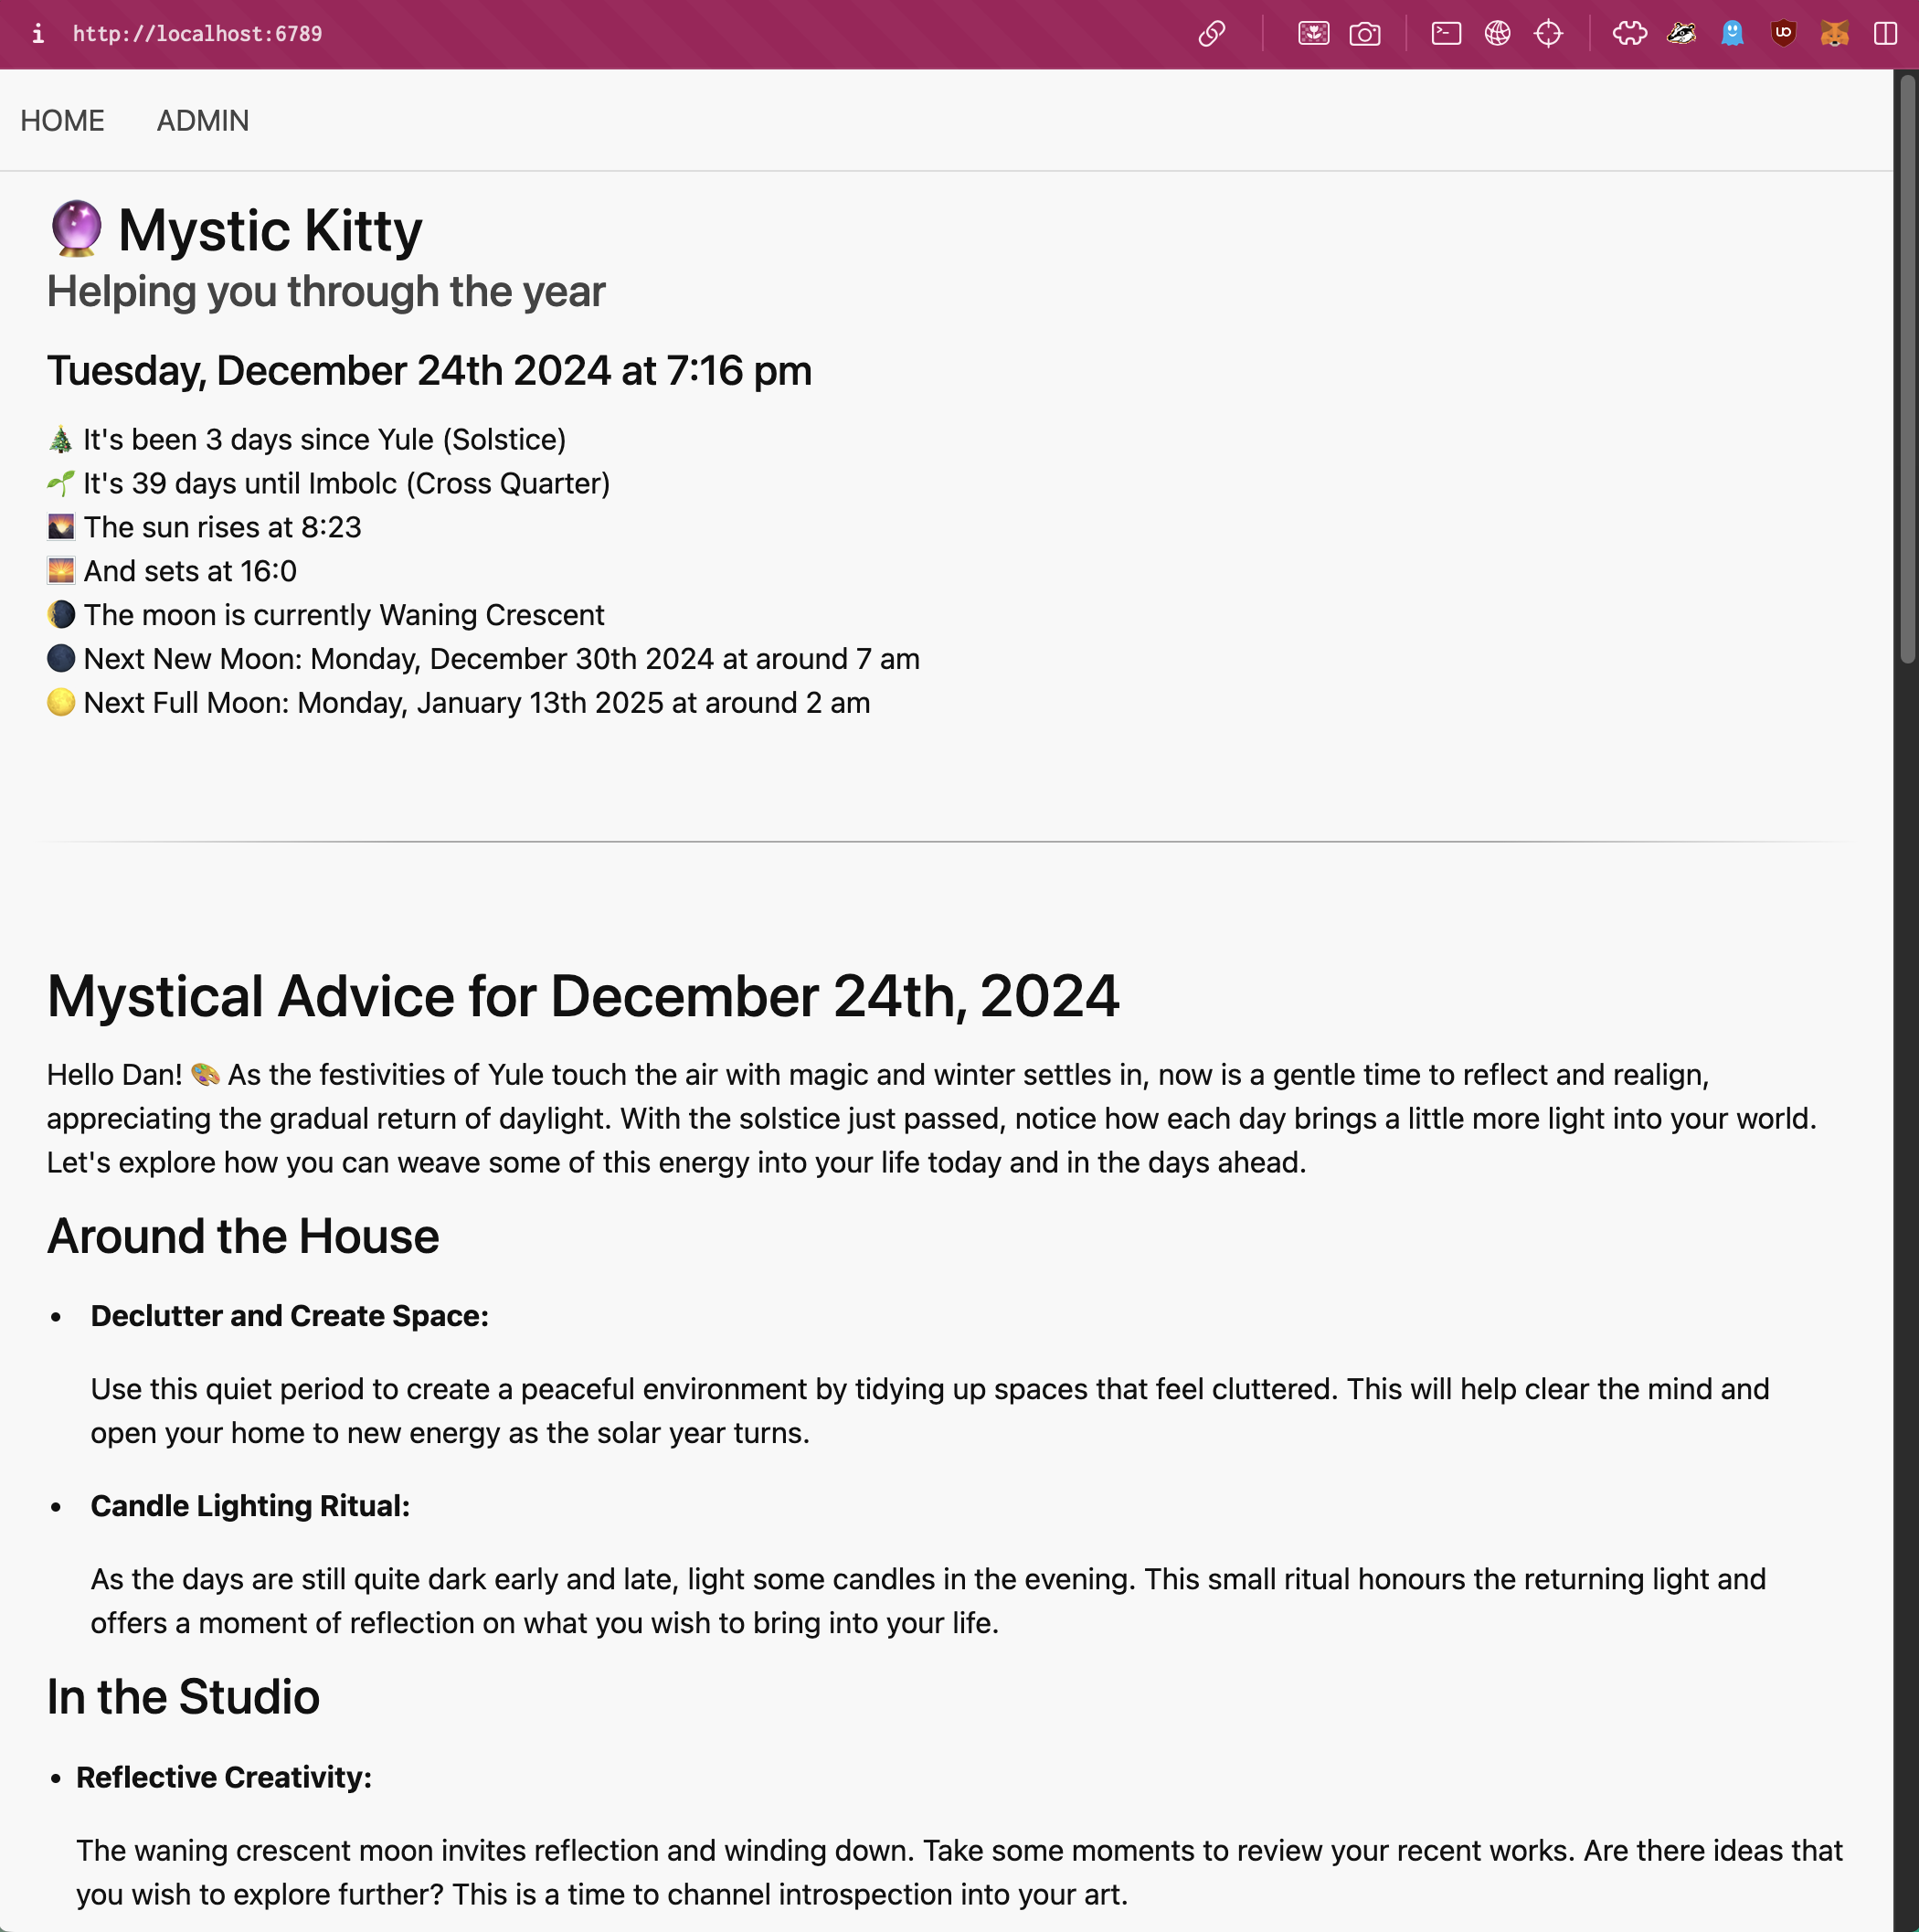 http://localhost:6789
HOME ADMIN
🔮 Mystic Kitty
Helping you through the year
Tuesday, December 24th 2024 at 7:16 pm
🎄 It's been 3 days since Yule (Solstice)
🌱 It's 39 days until Imbolc (Cross Quarter)
🌄 The sun rises at 8:23
🌅 And sets at 16:0
🌘 The moon is currently Waning Crescent
🌑 Next New Moon: Monday, December 30th 2024 at around 7 am
🌕 Next Full Moon: Monday, January 13th 2025 at around 2 am
Mystical Advice for December 24th, 2024
Hello Dan! 🎨 As the festivities of Yule touch the air with magic and winter settles in, now is a gentle time to reflect and realign,
appreciating the gradual return of daylight. With the solstice just passed, notice how each day brings a little more light into your world.
Let's explore how you can weave some of this energy into your life today and in the days ahead.
Around the House
• Declutter and Create Space:
Use this quiet period to create a peaceful environment by tidying up spaces that feel cluttered. This will help clear the mind and
open your home to new energy as the solar year turns.
• Candle Lighting Ritual:
As the days are still quite dark early and late, light some candles in the evening. This small ritual honours the returning light and
offers a moment of reflection on what you wish to bring into your life.
In the Studio
• Reflective Creativity:
The waning crescent moon invites reflection and winding down. Take some moments to review your recent works. Are there ideas that
you wish to explore further? This is a time to channel introspection into your art.